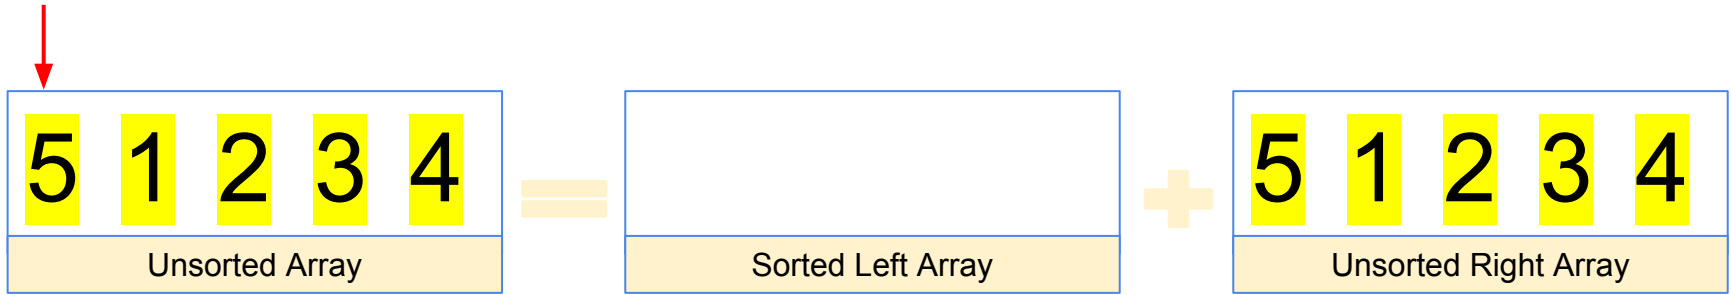 5 1 2 3 4
Unsorted Array
=
Sorted Left Array
+
5 1 2 3 4
Unsorted Right Array